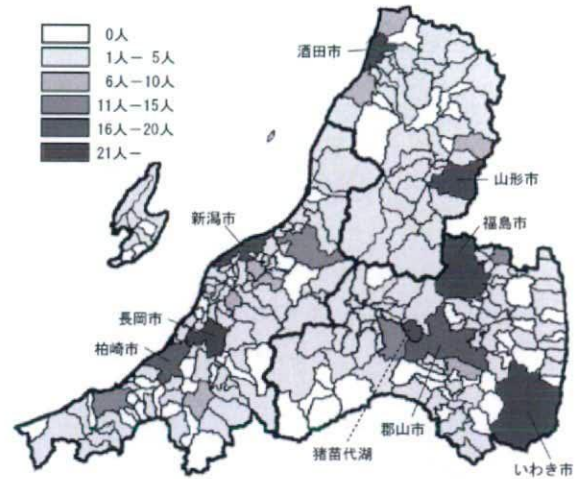 0人
1人－ 5人
6人－10人
11人－15人
16人－20人
21人－
酒田市
山形市
福島市
新潟市
長岡市
柏崎市
郡山市
猪苗代湖
いわき市